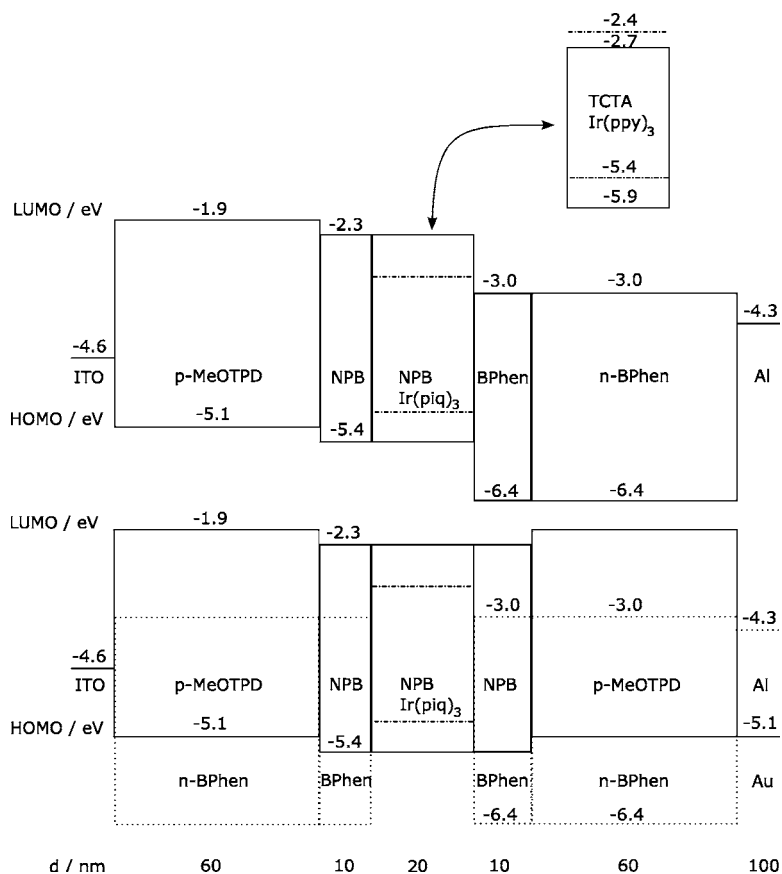 -2.4
-2.7
TCTA
Ir(ppy)3
-5.4
-5.9
LUMO / eV
-1.9
-2.3
-3.0
-3.0
-4.3
-4.6
ITO
p-MeOTPD
NPB
NPB
Ir(piq)3
BPhen
n-BPhen
Al
HOMO / eV
-5.1
-5.4
-6.4
-6.4
LUMO / eV
-1.9
-2.3
-3.0
-3.0
-4.3
-4.6
ITO
p-MeOTPD
NPB
NPB
Ir(piq)3
NPB
p-MeOTPD
Al
HOMO / eV
-5.1
-5.4
-5.1
n-BPhen
BPhen
BPhen
n-BPhen
Au
-6.4
-6.4
d / nm 60 10 20 10 60 100